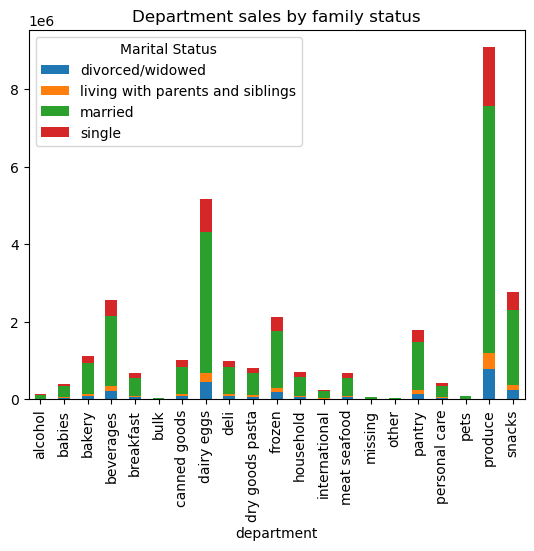 Department sales by family status
1e6
Marital Status
divorced/widowed
living with parents and siblings
married
single
8
6
4
2
0
alcohol
babies
bakery
beverages
breakfast
bulk
canned goods
dairy eggs
deli
dry goods pasta
frozen
household
international
meat seafood
missing
other
pantry
personal care
pets
produce
snacks
department